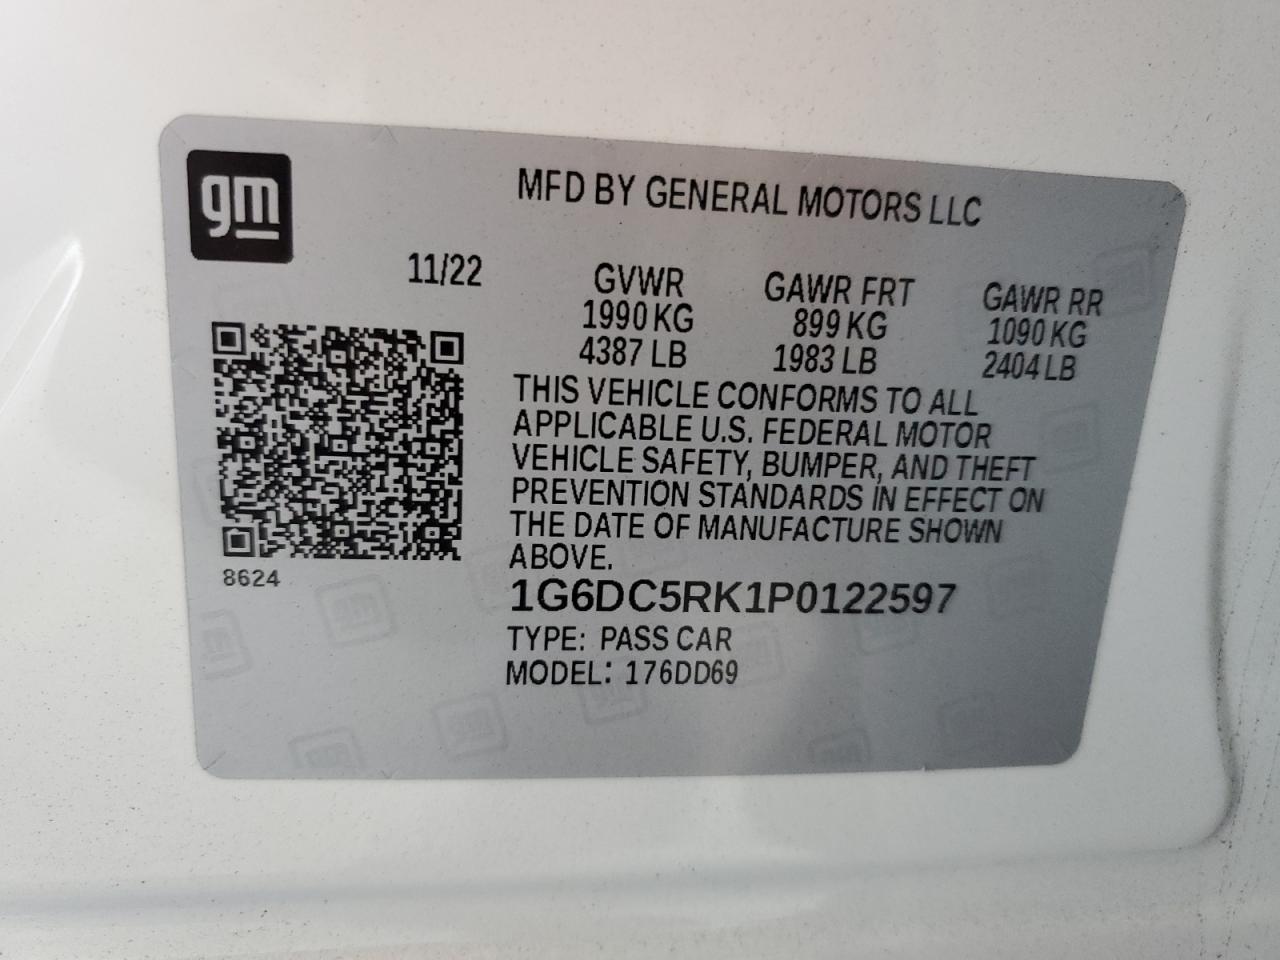 gm
MFD BY GENERAL MOTORS LLC
11/22
GVWR
1990 KG
4387 LB
GAWR FRT
899 KG
1983 LB
GAWR RR
1090 KG
2404 LB
THIS VEHICLE CONFORMS TO ALL
APPLICABLE U.S. FEDERAL MOTOR
VEHICLE SAFETY, BUMPER, AND THEFT
PREVENTION STANDARDS IN EFFECT ON
THE DATE OF MANUFACTURE SHOWN
ABOVE.
8624
1G6DC5RK1P0122597
TYPE: PASS CAR
MODEL: 176DD69